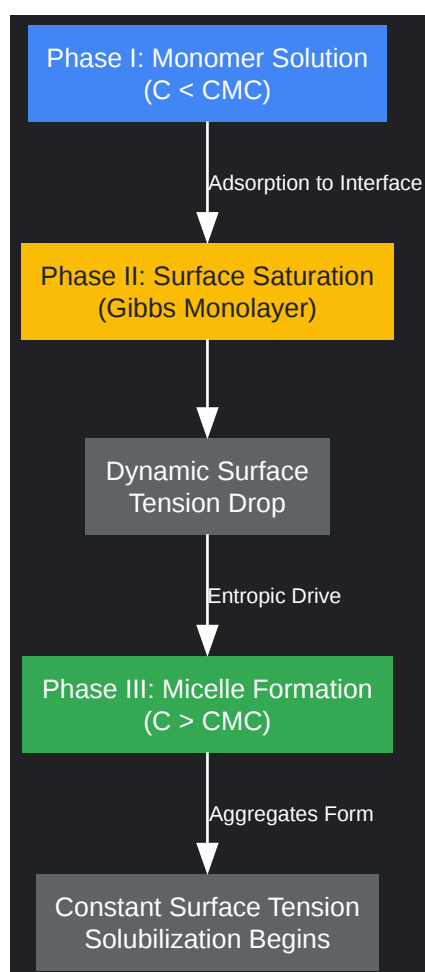 Phase I: Monomer Solution
(C < CMC)
Adsorption to Interface
Phase II: Surface Saturation
(Gibbs Monolayer)
Dynamic Surface
Tension Drop
Entropic Drive
Phase III: Micelle Formation
(C > CMC)
Aggregates Form
Constant Surface Tension
Solubilization Begins